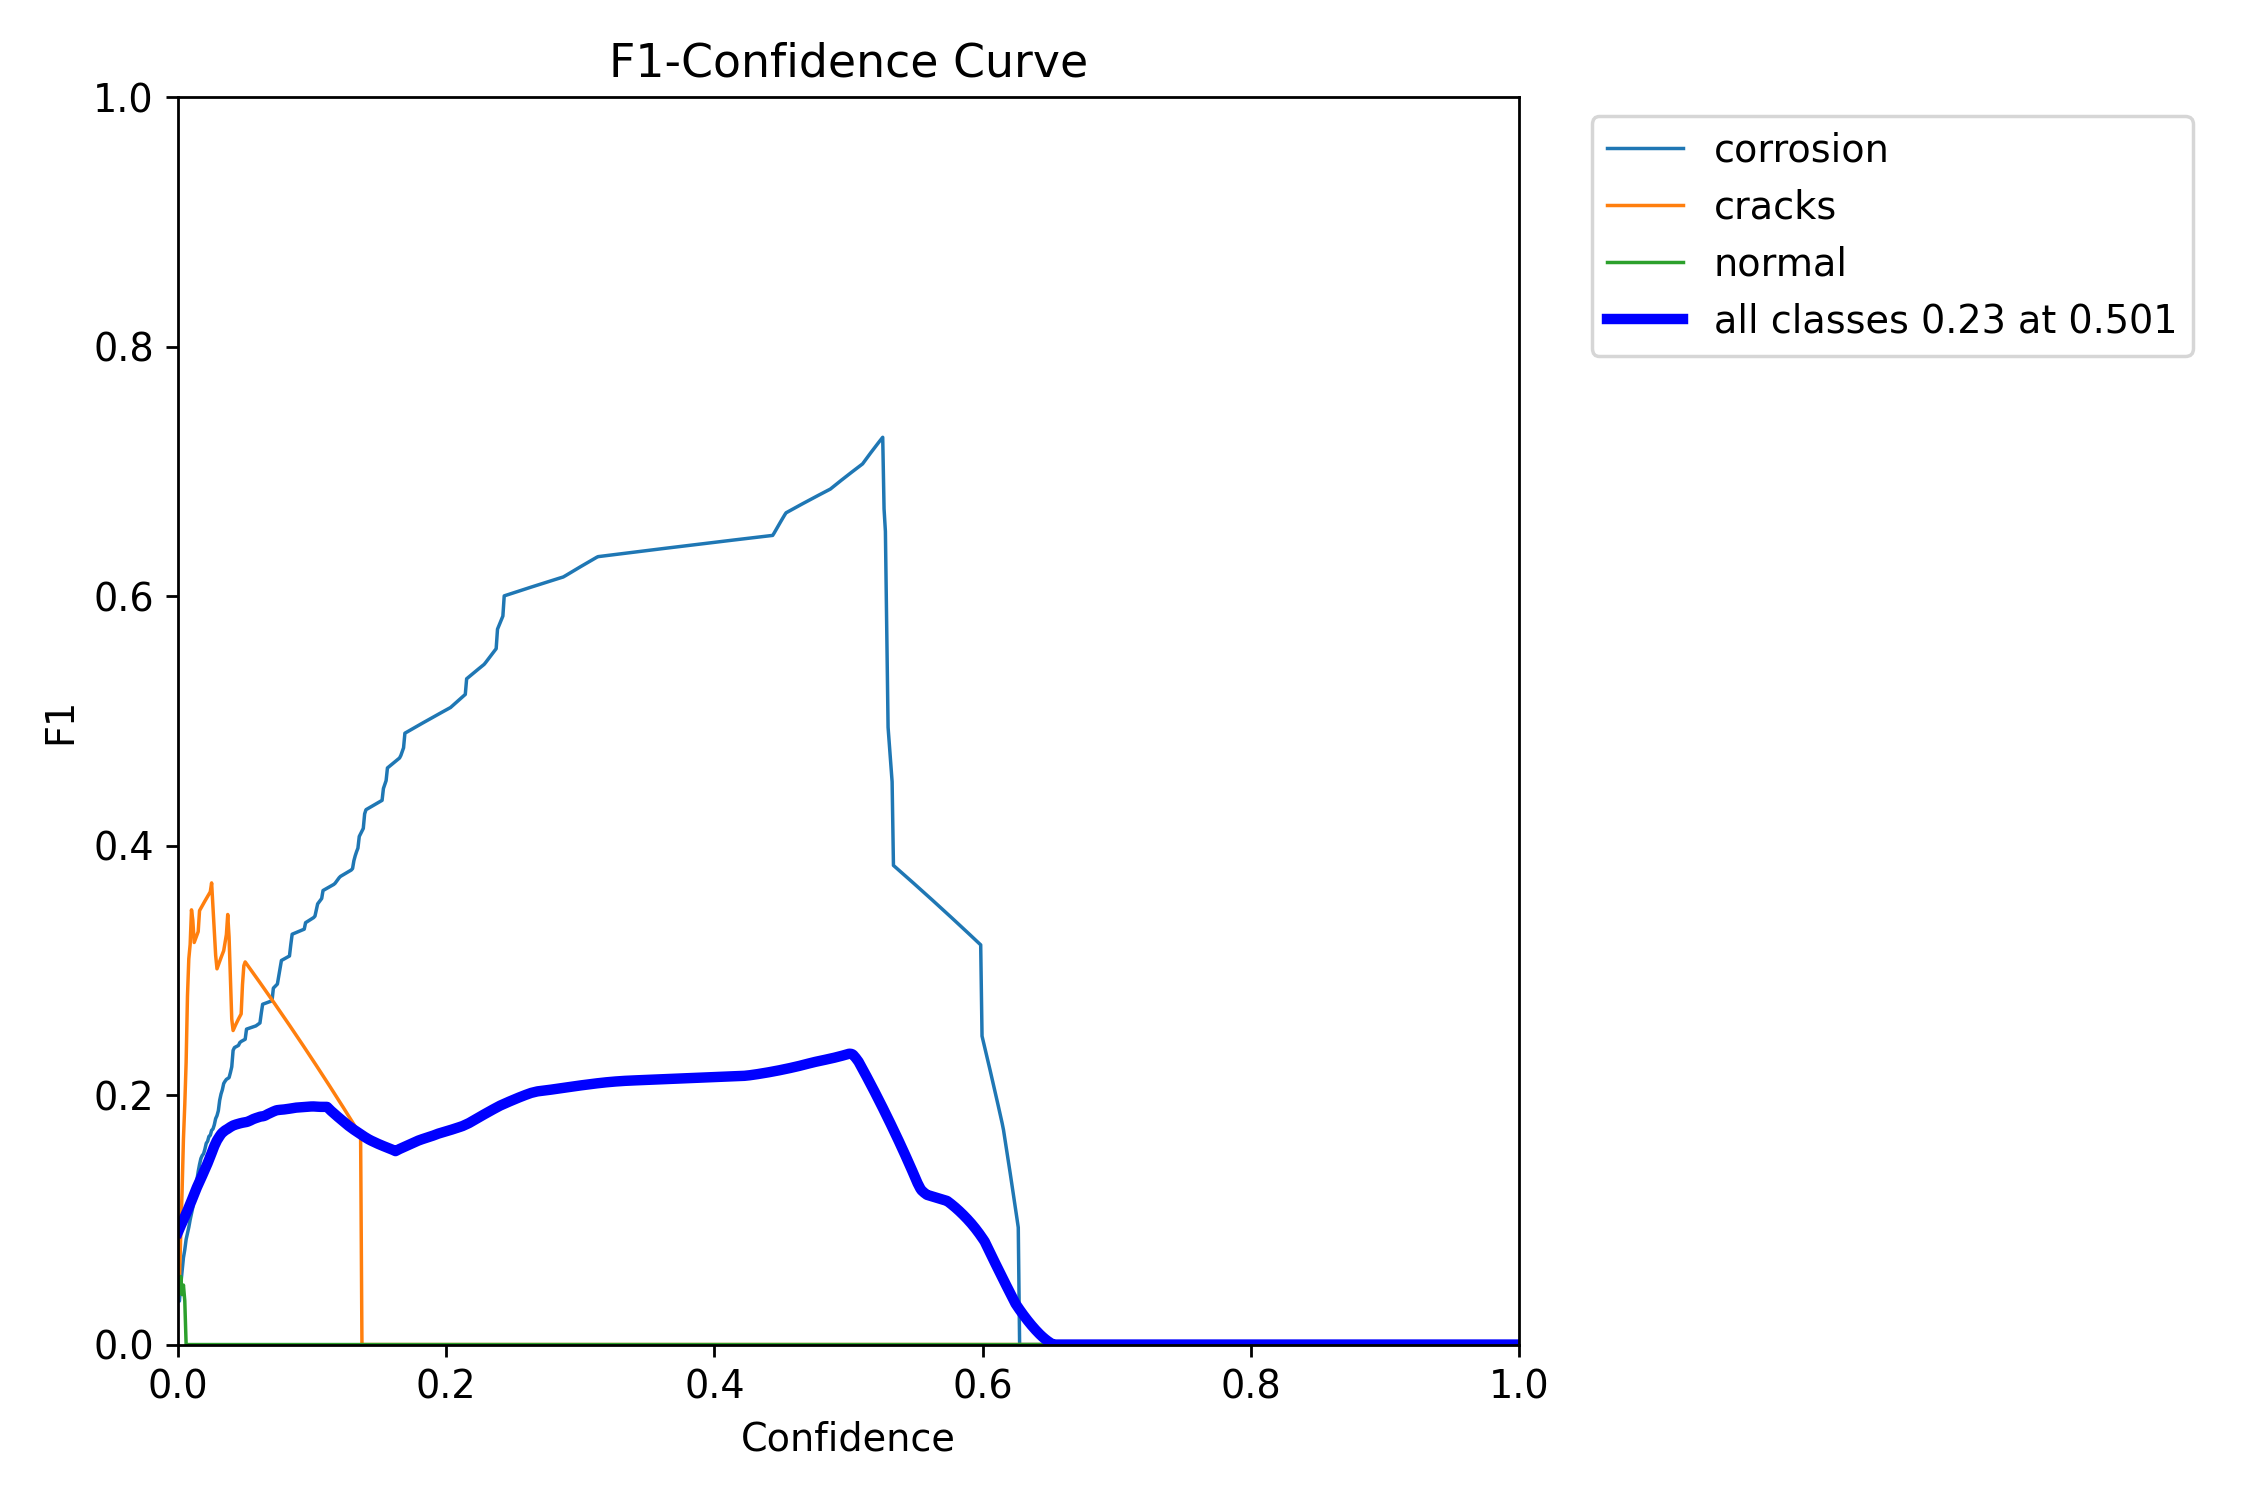 F1-Confidence Curve
1.0
0.8
0.6
0.4
0.2
0.0
F1
0.0 0.2 0.4 0.6 0.8 1.0
Confidence
corrosion
cracks
normal
all classes 0.23 at 0.501